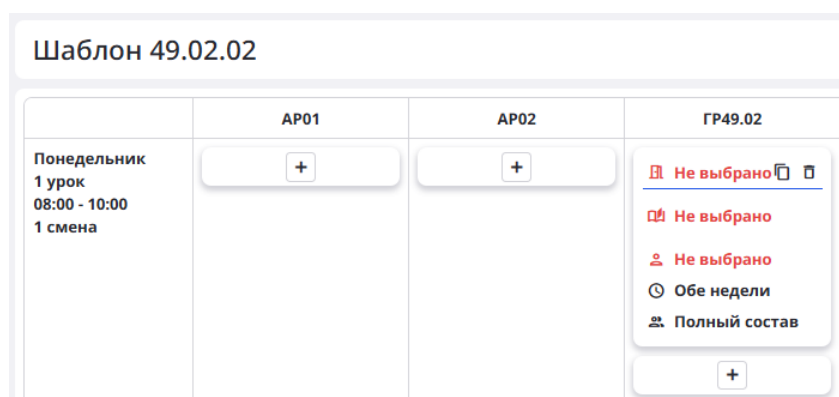 Шаблон 49.02.02
АР01 АР02 ГР49.02
Понедельник
1 урок
08:00 - 10:00
1 смена
+ +
Не выбрано
Не выбрано
Не выбрано
Обе недели
Полный состав
+